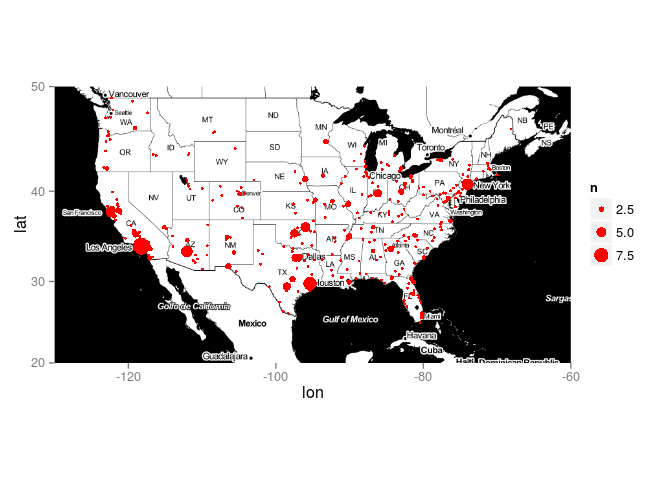 50
40
30
20
lat
-120
-100
-80
-60
lon
n
2.5
5.0
7.5
Vancouver
Seattle
WA
MT
ND
MN
OR
ID
WY
SD
WI
MI
Montréal
Toronto
NB
PE
NS
NH
Boston
NY
NE
IA
Chicago
PA
New York
Philadelphia
Washington
NV
UT
Denver
CO
KS
MO
IL
OH
KY
VA
San Francisco
CA
Los Angeles
AZ
NM
AR
TN
NC
Atlanta
SC
Dallas
TX
LA
MS
AL
GA
Houston
FL
Miami
Golfo de California
Mexico
Gulf of Mexico
Guadalajara
Havana
Cuba
Haiti
Dominican Republic
Sargas